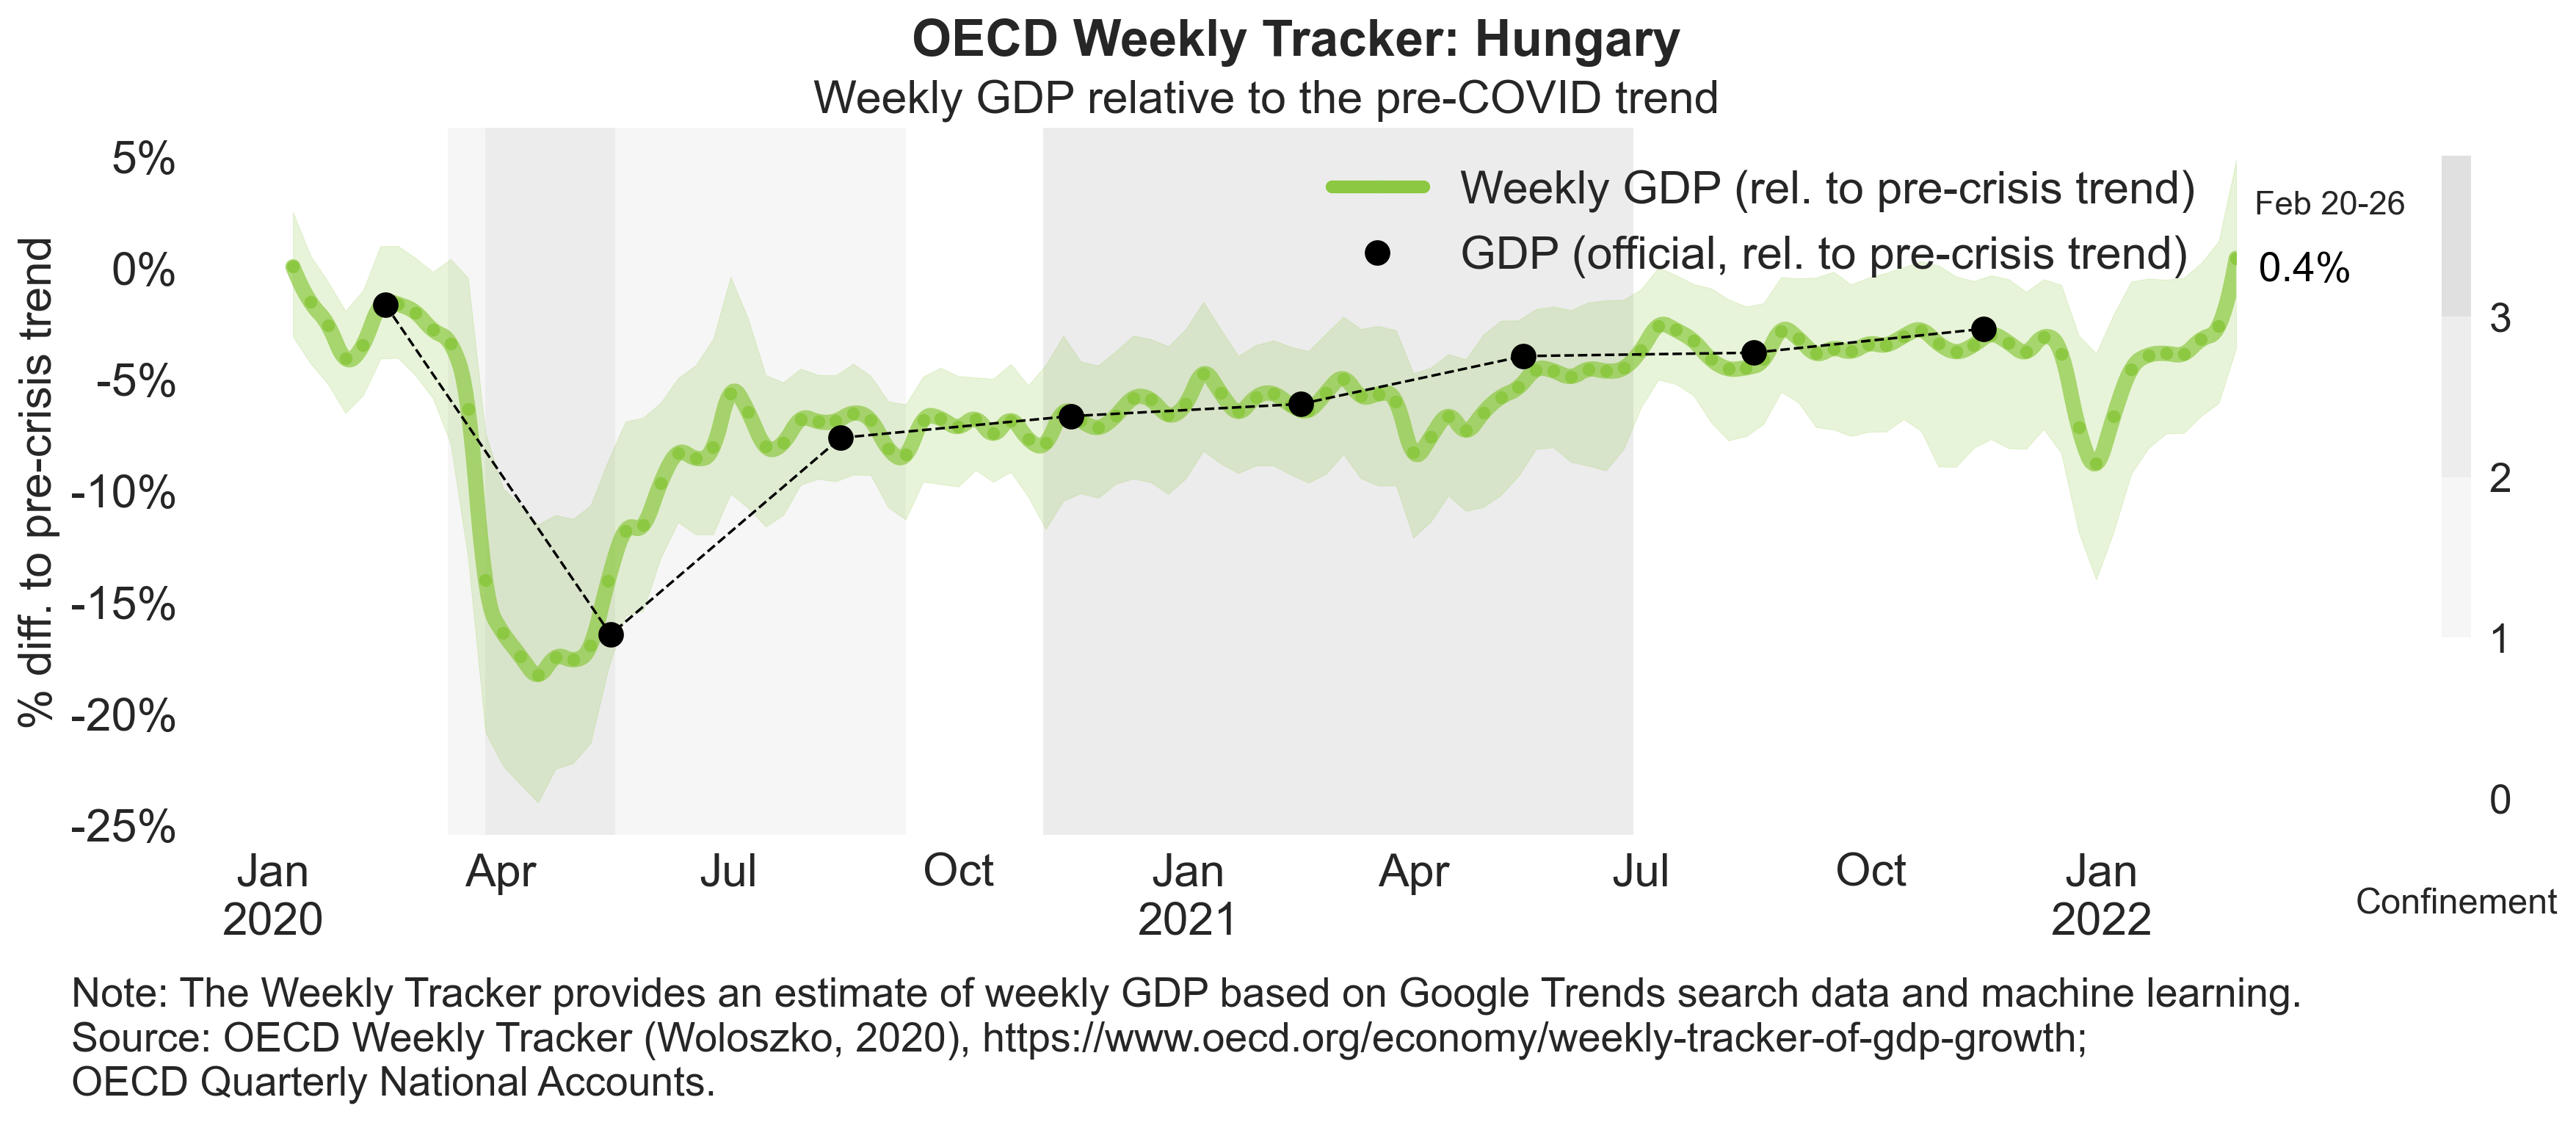 OECD Weekly Tracker: Hungary
Weekly GDP relative to the pre-COVID trend
% diff. to pre-crisis trend
5%
0%
-5%
-10%
-15%
-20%
-25%
Weekly GDP (rel. to pre-crisis trend)
GDP (official, rel. to pre-crisis trend)
Feb 20-26
0.4%
3
2
1
0
Confinement
Jan Apr Jul Oct Jan Apr Jul Oct Jan
2020 2021 2022
Note: The Weekly Tracker provides an estimate of weekly GDP based on Google Trends search data and machine learning.
Source: OECD Weekly Tracker (Woloszko, 2020), https://www.oecd.org/economy/weekly-tracker-of-gdp-growth;
OECD Quarterly National Accounts.